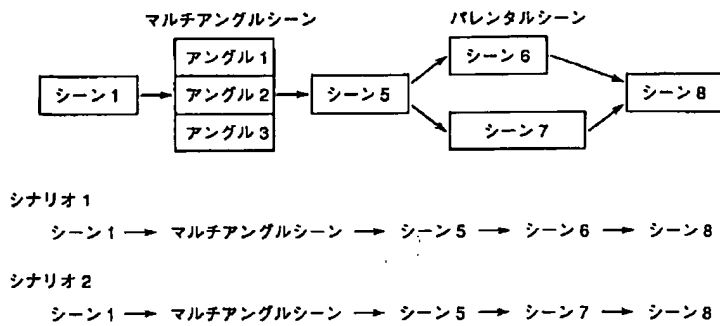 マルチアングルシーン
パレンタルシーン
アングル1
シーン6
シーン1
アングル2
シーン5
シーン8
アングル3
シーン7
シナリオ1
シーン1 → マルチアングルシーン → シーン5 → シーン6 → シーン8
シナリオ2
シーン1 → マルチアングルシーン → シーン5 → シーン7 → シーン8